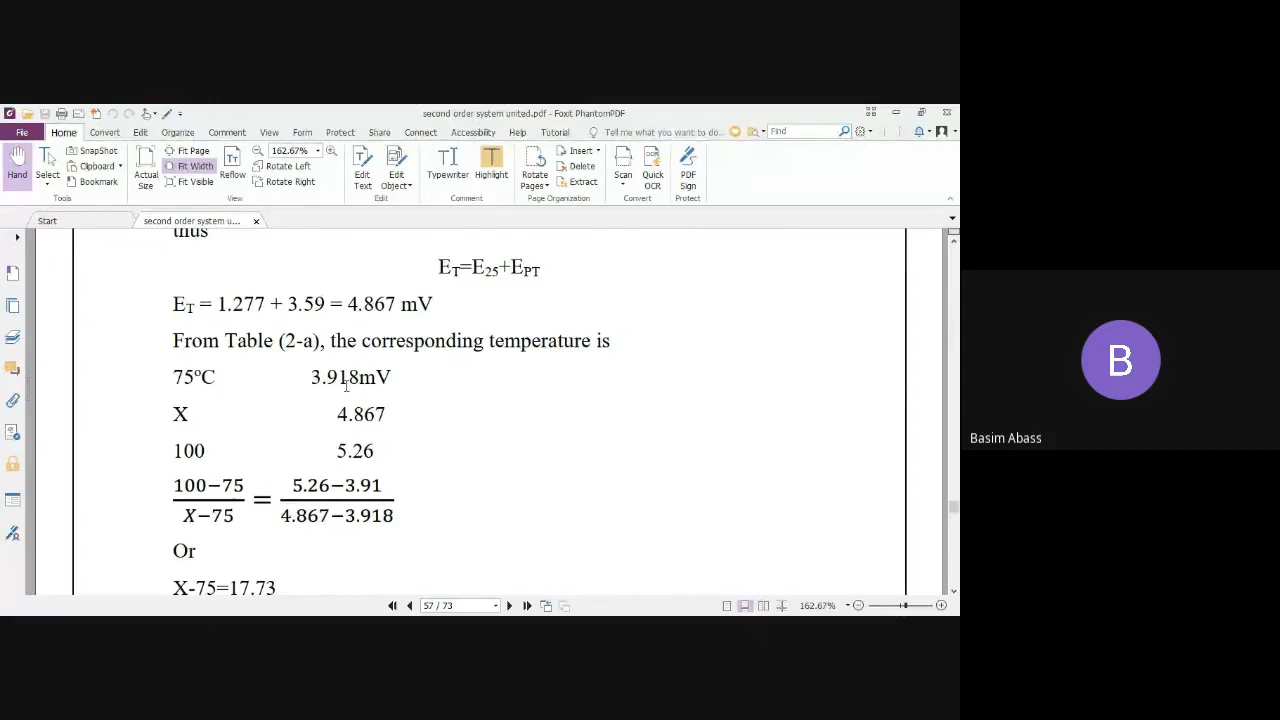 second order system united.pdf - Foxit PhantomPDF
File Home Convert Edit Organize Comment View Form Protect Share Connect Accessibility Help Tutorial Tell me what you want to do.. Find
Hand Select SnapShot Clipboard Bookmark Actual Size Fit Page Fit Width Fit Visible Reflow 162.67% Rotate Left Rotate Right Edit Text Edit Object Typewriter Highlight Rotate Pages Insert Delete Extract Scan Quick OCR PDF Sign
Tools View Edit Comment Page Organization Convert Protect
Start second order system u...
thus
E_T=E_25+E_PT
E_T = 1.277 + 3.59 = 4.867 mV
From Table (2-a), the corresponding temperature is
75ºC 3.918mV
X 4.867
100 5.26
100−75 / X−75 = 5.26−3.91 / 4.867−3.918
Or
X-75=17.73
57 / 73 162.67%
B
Basim Abass